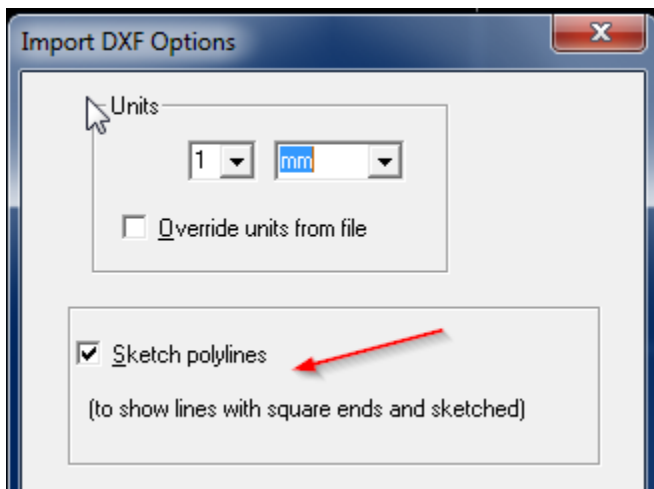 Import DXF Options
Units
1 mm
Override units from file
Sketch polylines
(to show lines with square ends and sketched)